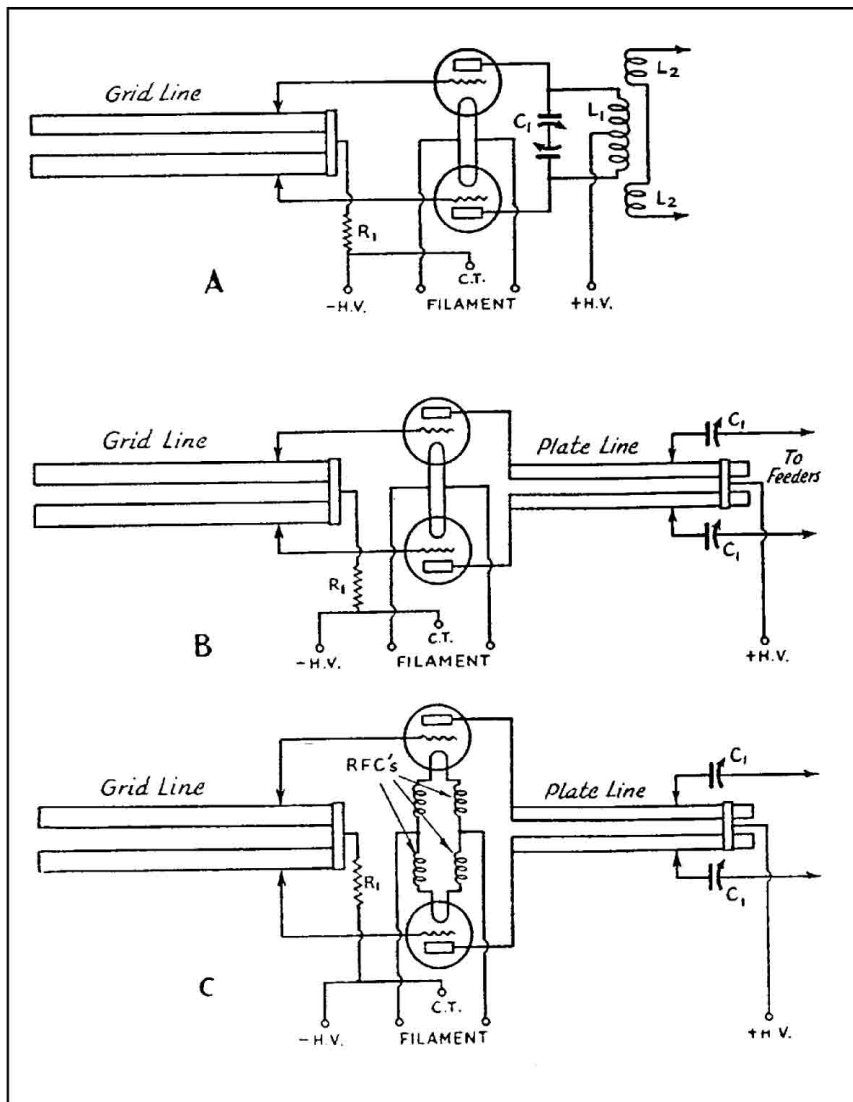 Grid Line
C1
L1
L2
L2
R1
A
C.T.
-H.V.
FILAMENT
+H.V.
Grid Line
Plate Line
C1
To
Feeders
C1
R1
B
C.T.
-H.V.
FILAMENT
+H.V.
RFC's
Grid Line
Plate Line
C1
C1
R1
C
C.T.
-H.V.
FILAMENT
+H.V.